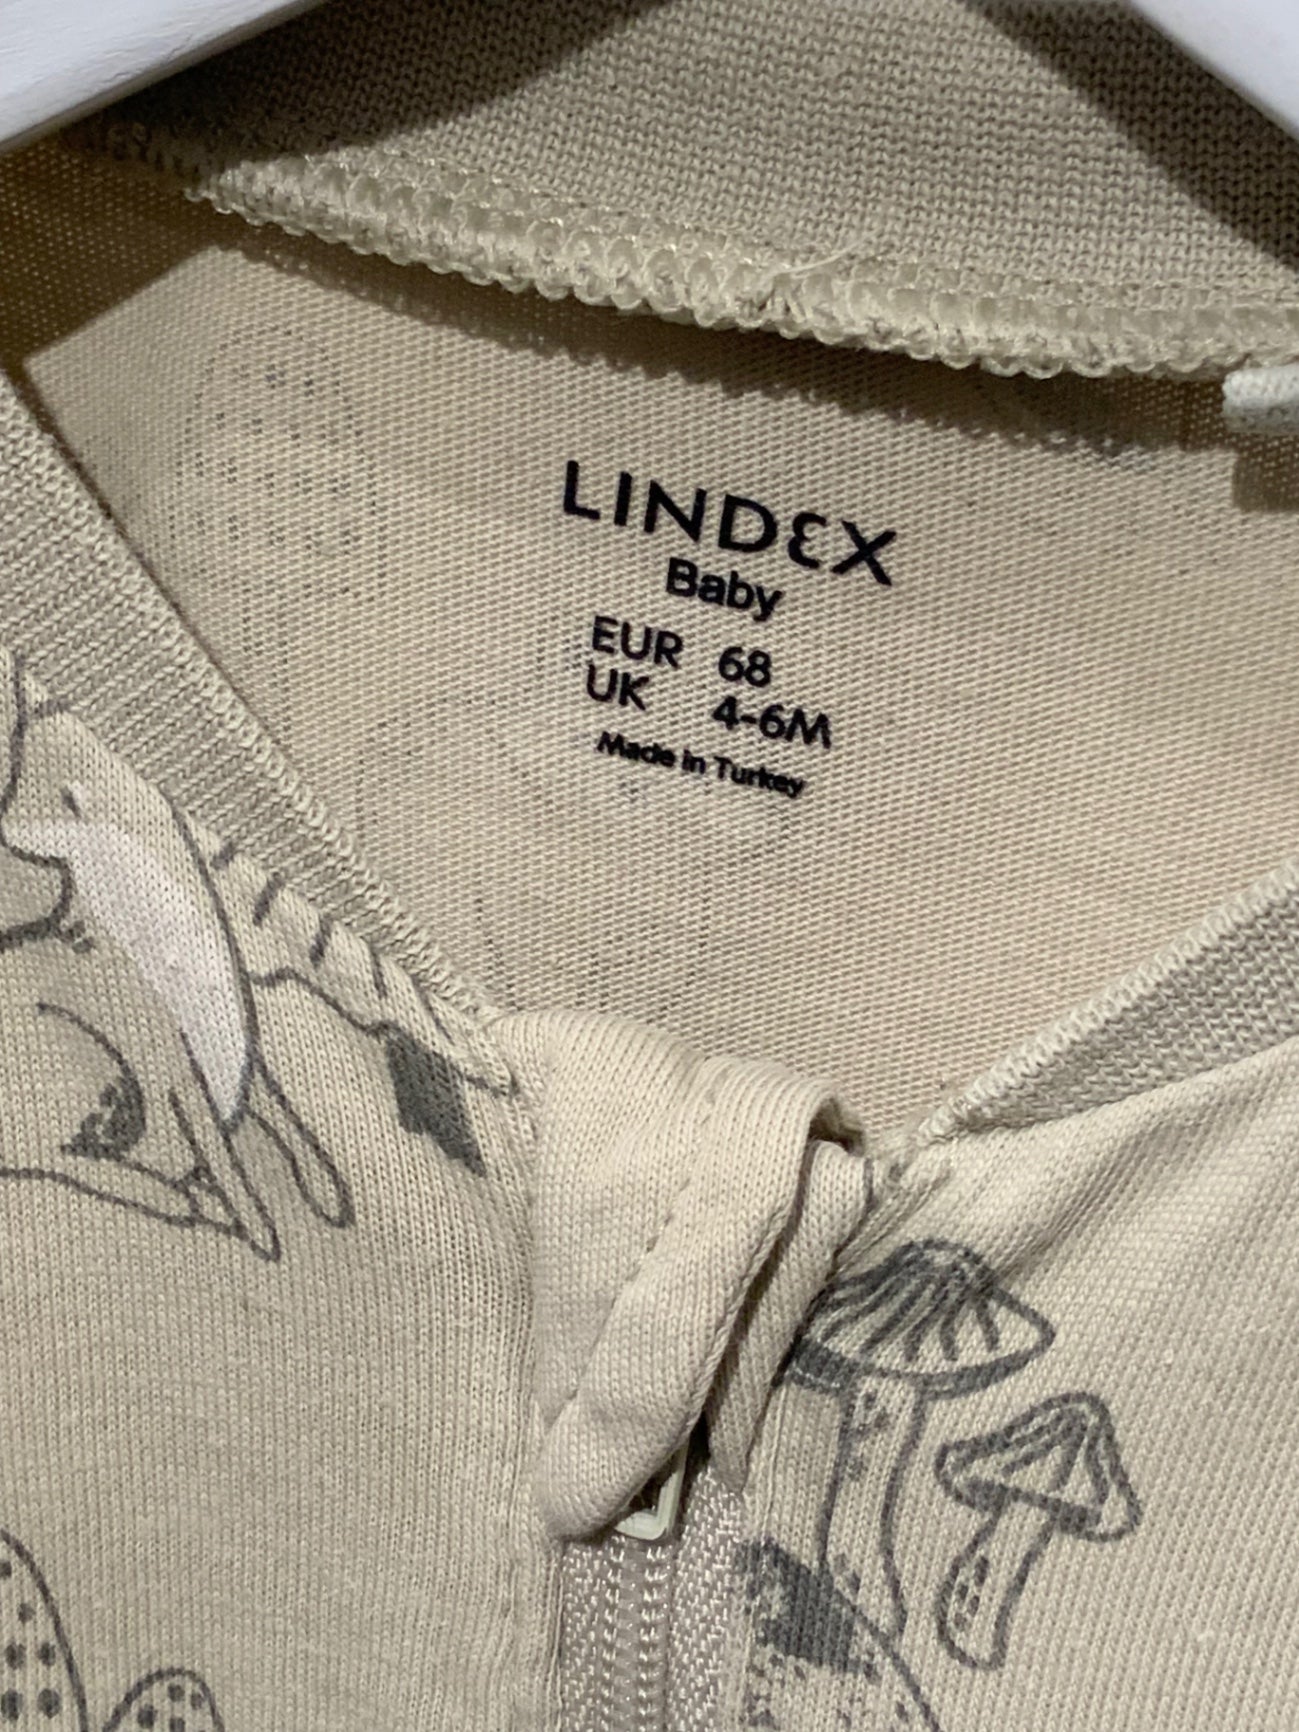 LINDEX
Baby
EUR 68
UK 4-6M
Made in Turkey